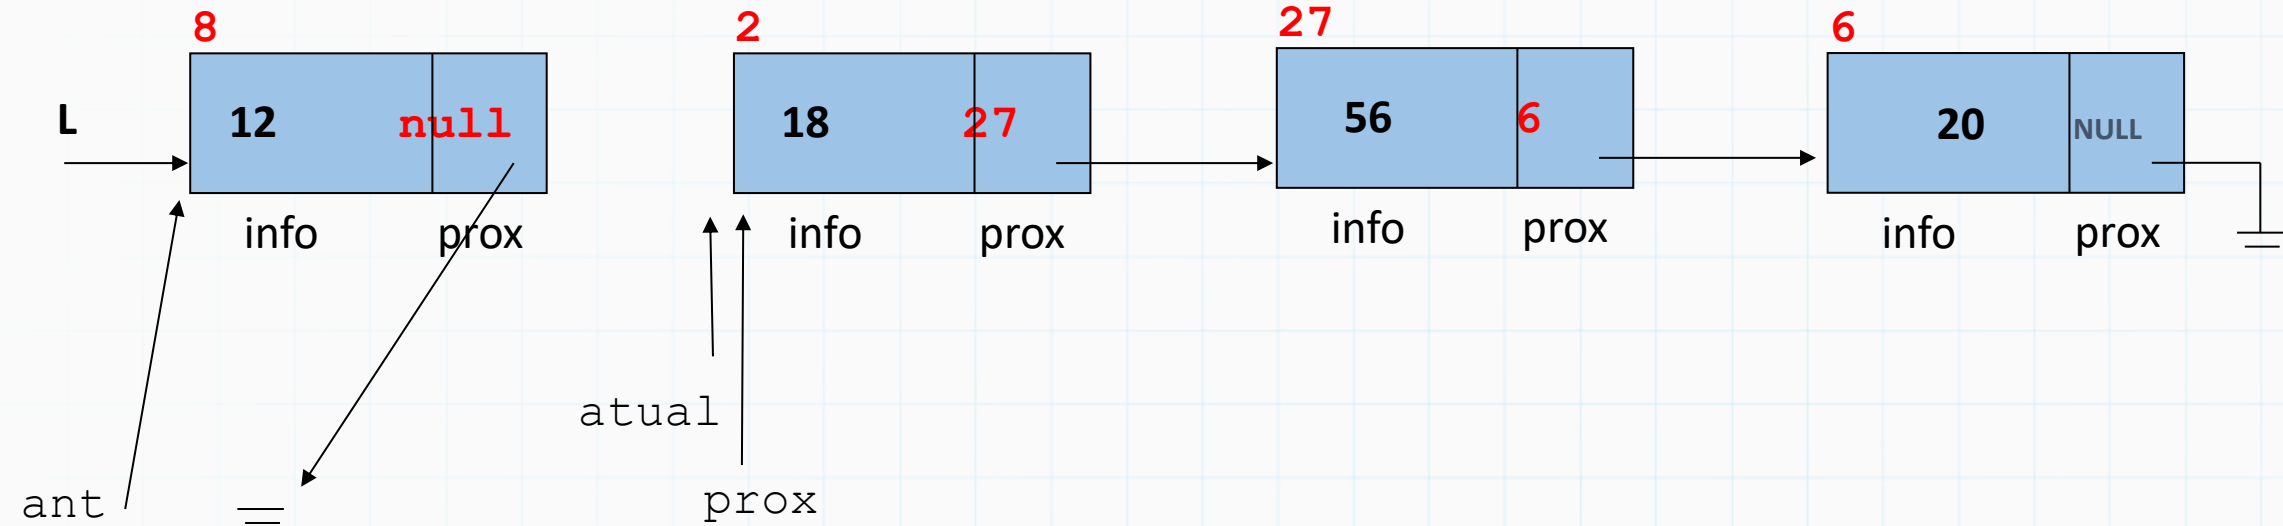 8 2 27 6
L 12 null 18 27 56 6 20 NULL
info prox info prox info prox info prox
atual
ant prox